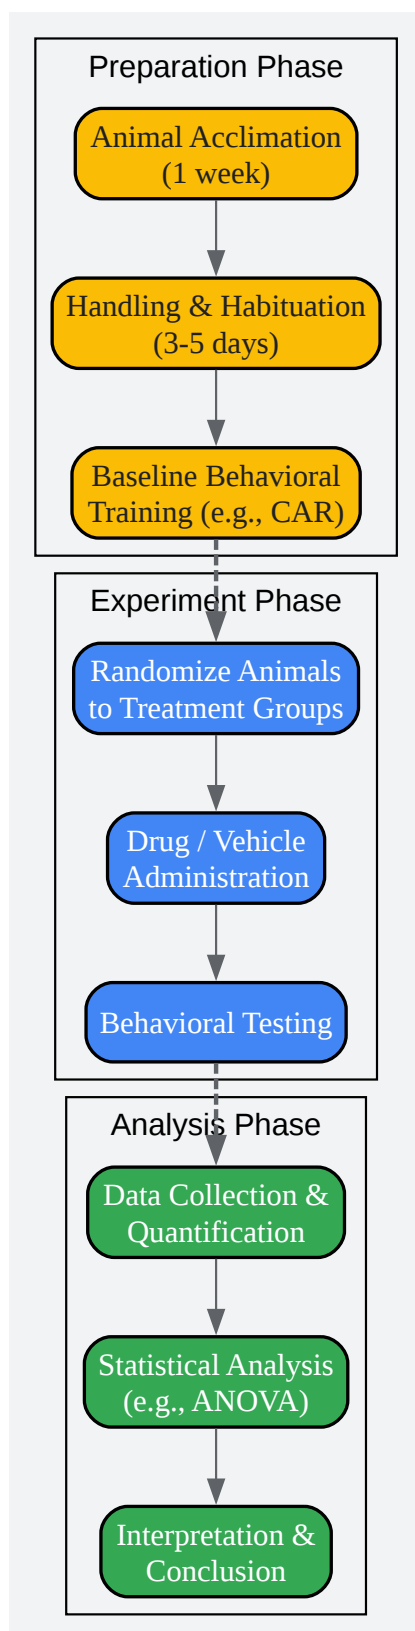 Preparation Phase
Animal Acclimation
(1 week)
Handling & Habituation
(3-5 days)
Baseline Behavioral
Training (e.g., CAR)
Experiment Phase
Randomize Animals
to Treatment Groups
Drug / Vehicle
Administration
Behavioral Testing
Analysis Phase
Data Collection &
Quantification
Statistical Analysis
(e.g., ANOVA)
Interpretation &
Conclusion